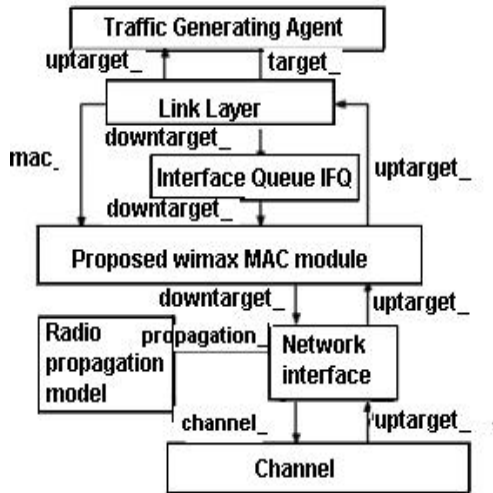 Traffic Generating Agent
uptarget_ target_
Link Layer
downtarget_
mac_
Interface Queue IFQ
uptarget_
downtarget_
Proposed wimax MAC module
downtarget_ uptarget_
Radio propagation model
propagation_
Network interface
channel_ uptarget_
Channel